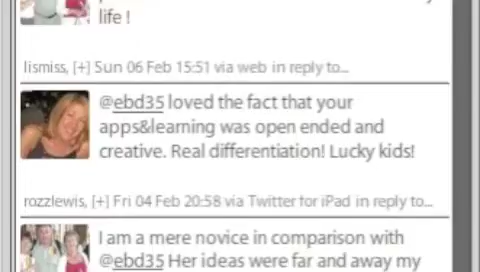 life !
lismiss, [+] Sun 06 Feb 15:51 via web in reply to...
@ebd35 loved the fact that your
apps&learning was open ended and
creative. Real differentiation! Lucky kids!
rozzlewis, [+] Fri 04 Feb 20:58 via Twitter for iPad in reply to...
I am a mere novice in comparison with
@ebd35 Her ideas were far and away my